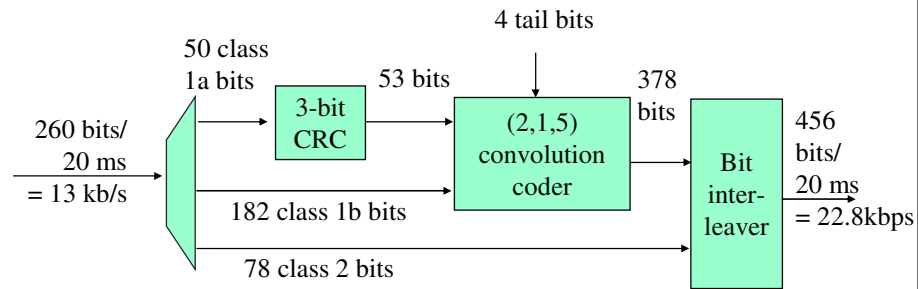 4 tail bits
50 class
1a bits
53 bits
378
bits
3-bit
CRC
(2,1,5)
convolution
coder
456
bits/
20 ms
= 22.8kbps
260 bits/
20 ms
= 13 kb/s
Bit
inter-
leaver
182 class 1b bits
78 class 2 bits